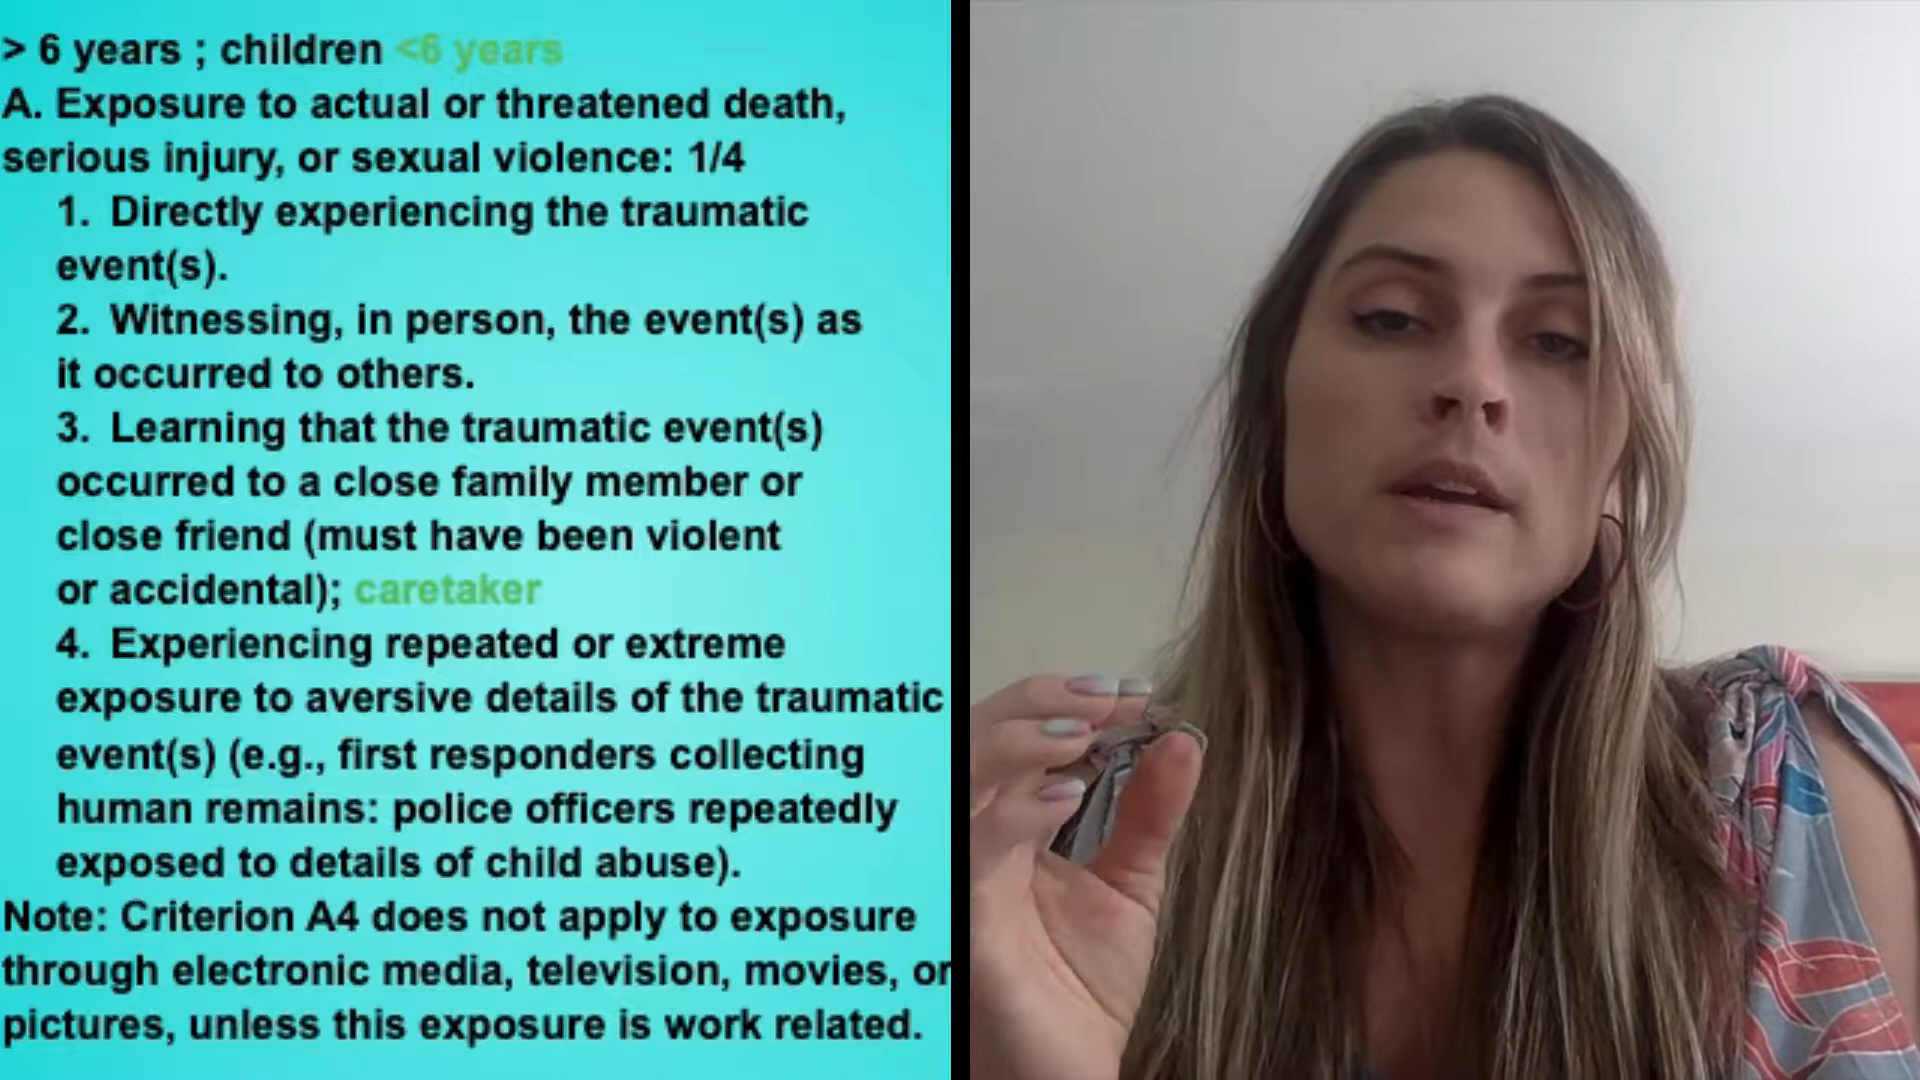 > 6 years ; children <6 years
A. Exposure to actual or threatened death,
serious injury, or sexual violence: 1/4
1. Directly experiencing the traumatic
event(s).
2. Witnessing, in person, the event(s) as
it occurred to others.
3. Learning that the traumatic event(s)
occurred to a close family member or
close friend (must have been violent
or accidental); caretaker
4. Experiencing repeated or extreme
exposure to aversive details of the traumatic
event(s) (e.g., first responders collecting
human remains: police officers repeatedly
exposed to details of child abuse).
Note: Criterion A4 does not apply to exposure
through electronic media, television, movies, or
pictures, unless this exposure is work related.